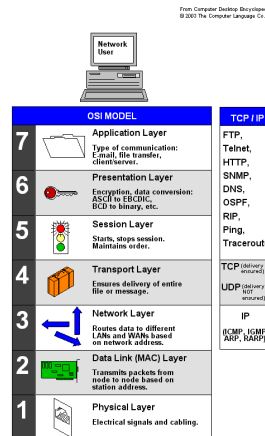 From Computer Desktop Encyclope
© 2003 The Computer Language Co.
Network
User
OSI MODEL
7
Application Layer
Type of communication:
E-mail, file transfer,
client/server.
6
Presentation Layer
Encryption, data conversion:
ASCII to EBCDIC,
BCD to binary, etc.
5
Session Layer
Starts, stops session.
Maintains order.
4
Transport Layer
Ensures delivery of entire
file or message.
3
Network Layer
Routes data to different
LANs and WANs based
on network address.
2
Data Link (MAC) Layer
Transmits packets from
node to node based on
station address.
1
Physical Layer
Electrical signals and cabling.
TCP / IP
FTP,
Telnet,
HTTP,
SNMP,
DNS,
OSPF,
RIP,
Ping,
Tracerout
TCP (delivery
ensured)
UDP (delivery
NOT
ensured)
IP
(ICMP, IGMP
ARP, RARP)